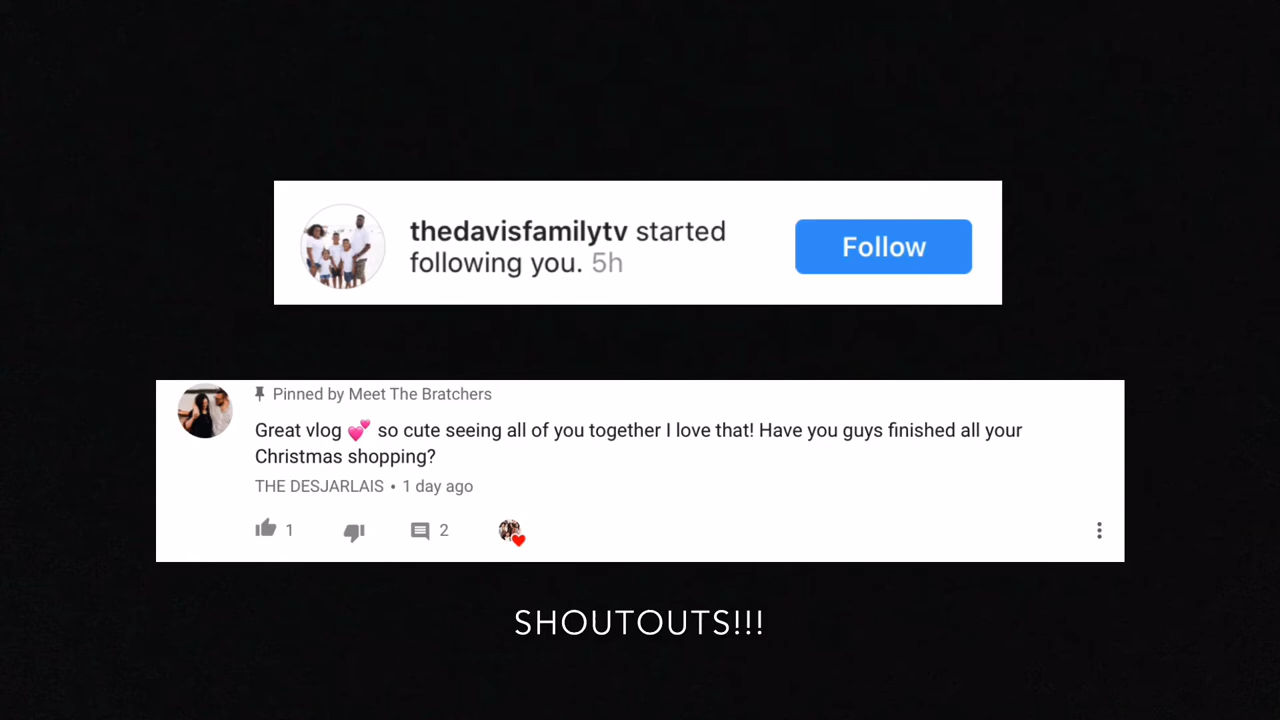 thedavisfamilytv started
following you. 5h
Follow
Pinned by Meet The Bratchers
Great vlog 💕 so cute seeing all of you together I love that! Have you guys finished all your
Christmas shopping?
THE DESJARLAIS • 1 day ago
1
2
SHOUTOUTS!!!